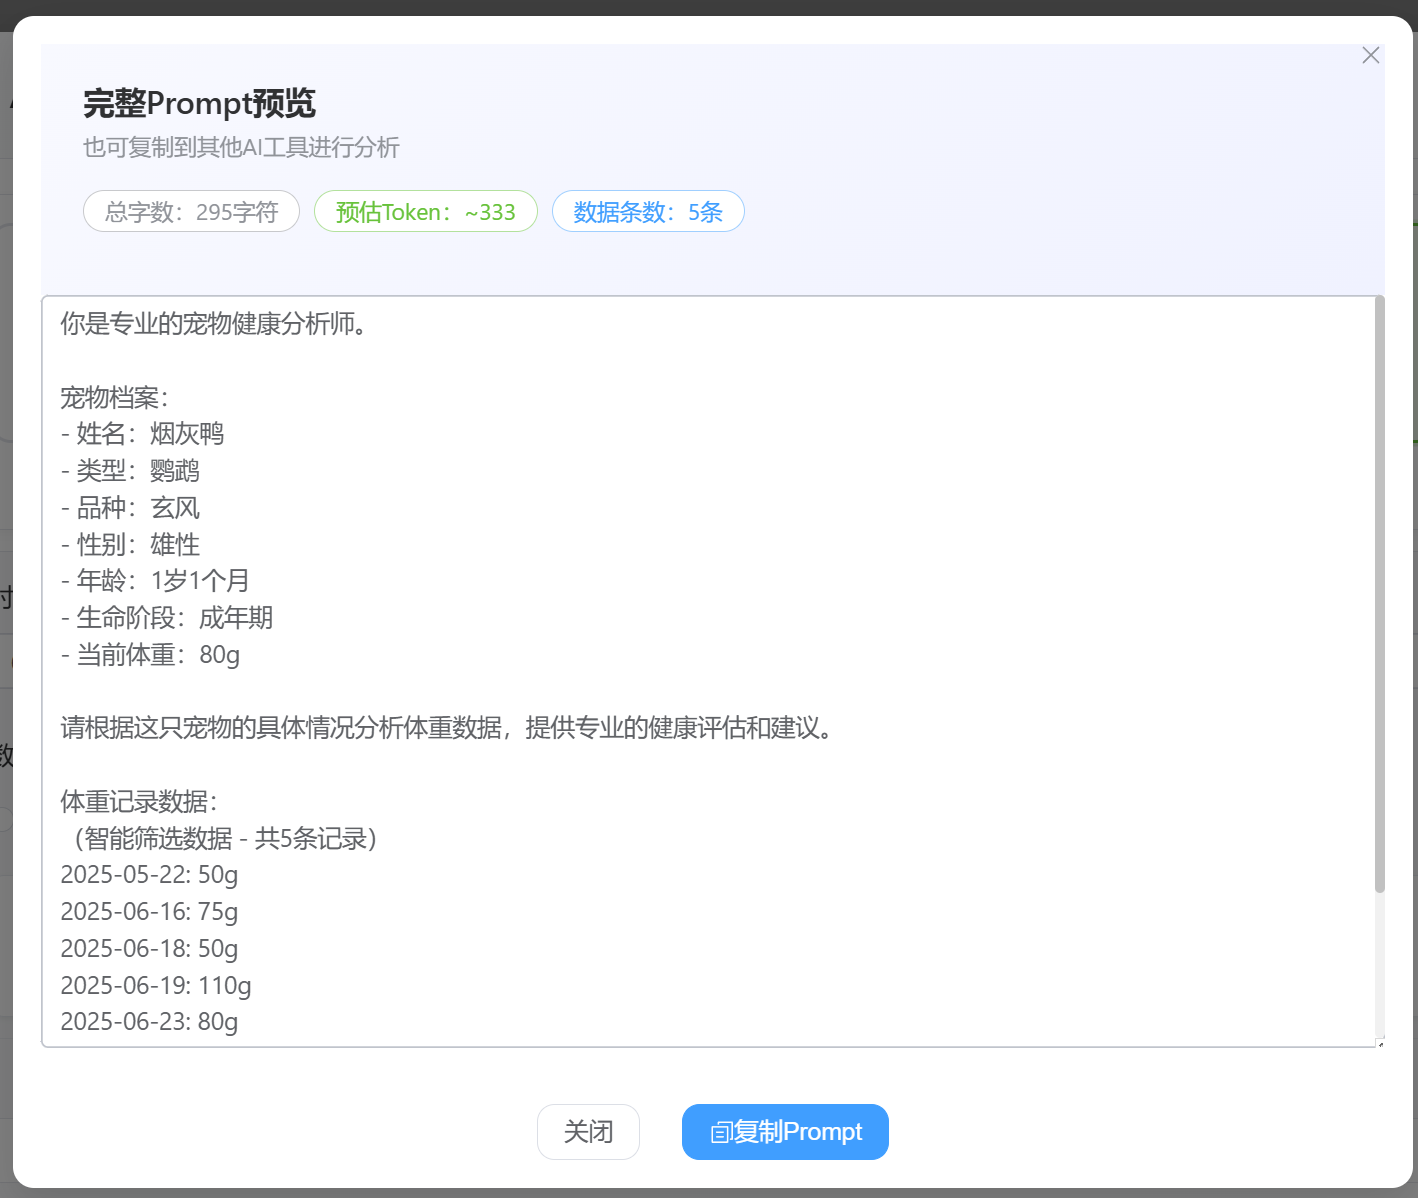 完整Prompt预览
也可复制到其他AI工具进行分析
总字数：295字符
预估Token：~333
数据条数：5条
你是专业的宠物健康分析师。
宠物档案：
- 姓名：烟灰鸭
- 类型：鹦鹉
- 品种：玄风
- 性别：雄性
- 年龄：1岁1个月
- 生命阶段：成年期
- 当前体重：80g
请根据这只宠物的具体情况分析体重数据，提供专业的健康评估和建议。
体重记录数据：
（智能筛选数据 - 共5条记录）
2025-05-22: 50g
2025-06-16: 75g
2025-06-18: 50g
2025-06-19: 110g
2025-06-23: 80g
关闭
复制Prompt